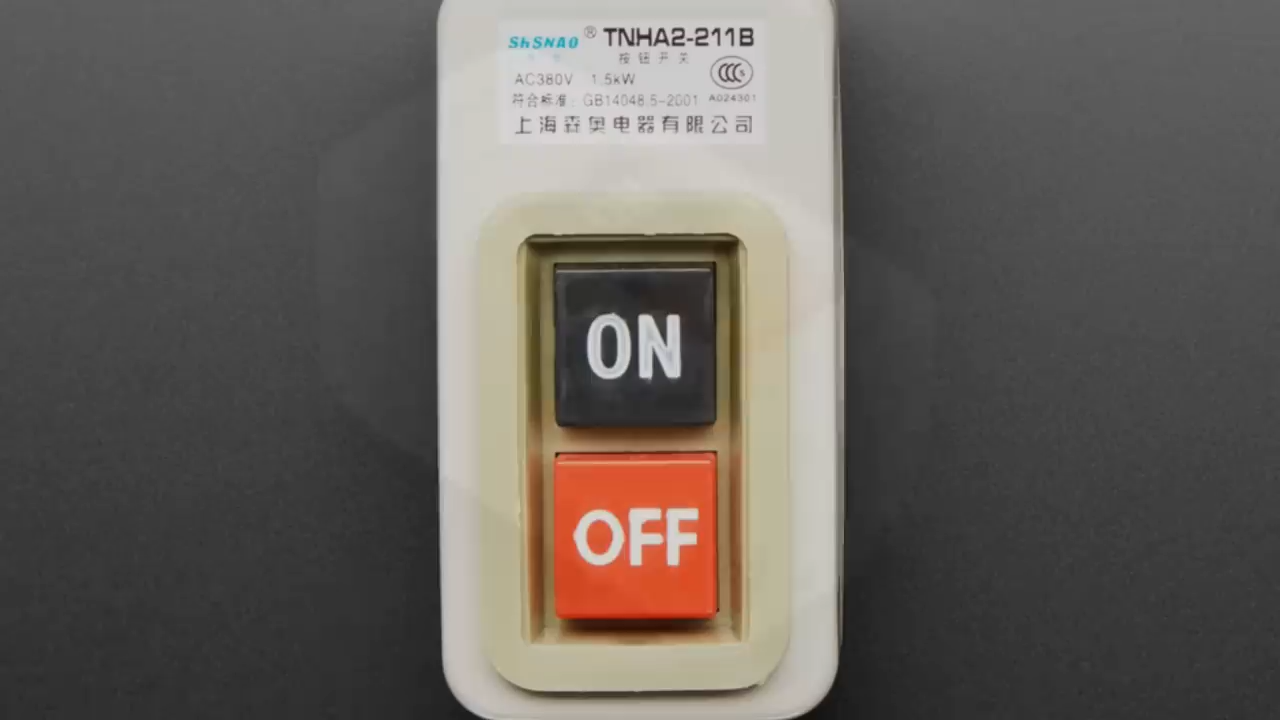 ShSNAO ® TNHA2-211B
按钮开关
AC380V 1.5kW
符合标准: GB14048.5-2001 A024301
上海森奥电器有限公司
ON
OFF